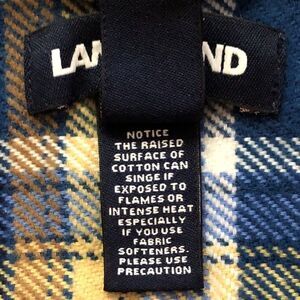 LAN ND
NOTICE
THE RAISED
SURFACE OF
COTTON CAN
SINGE IF
EXPOSED TO
FLAMES OR
INTENSE HEAT
ESPECIALLY
IF YOU USE
FABRIC
SOFTENERS.
PLEASE USE
PRECAUTION